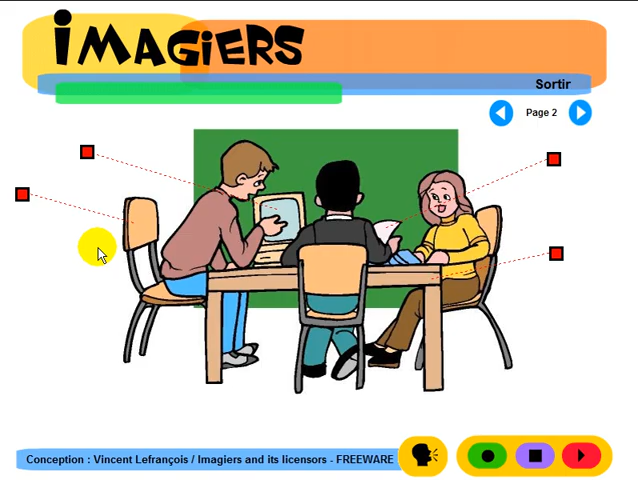 iMAGiERS
Sortir
Page 2
Conception : Vincent Lefrançois / Imagiers and its licensors - FREEWARE